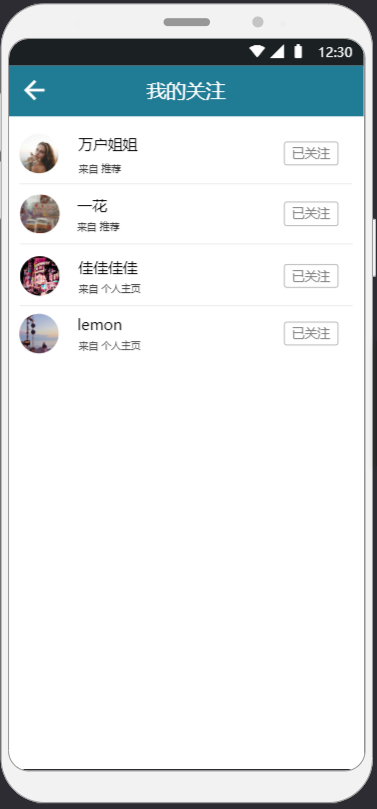 12:30
我的关注
万户姐姐
已关注
来自 推荐
一花
已关注
来自 推荐
佳佳佳佳
已关注
来自 个人主页
lemon
已关注
来自 个人主页